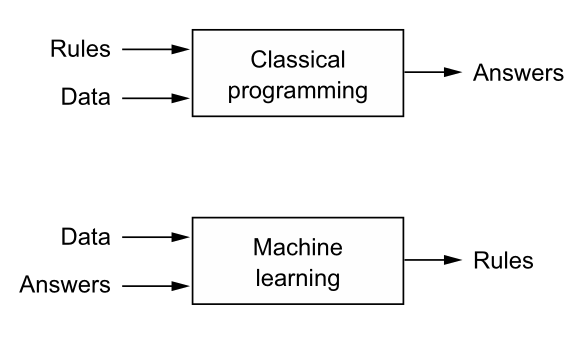 Rules
Data
Classical
programming
Answers
Data
Answers
Machine
learning
Rules